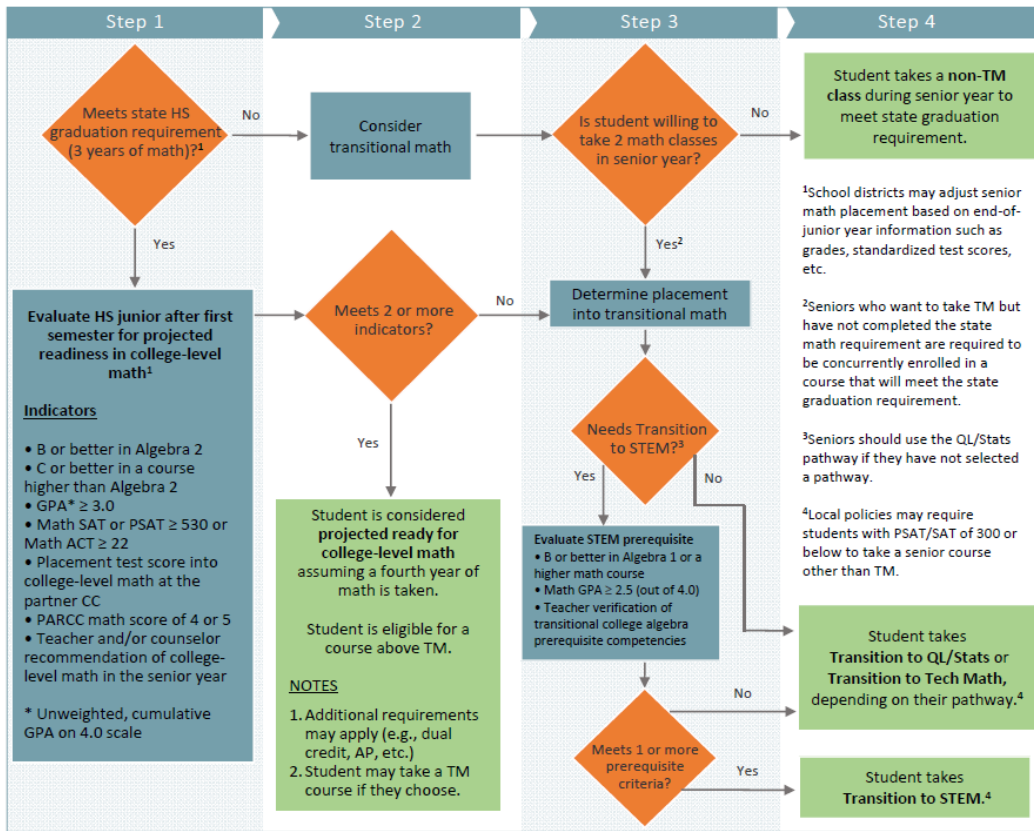 Step 1
Step 2
Step 3
Step 4
Meets state HS
graduation requirement
(3 years of math)?¹
No
Yes
Consider
transitional math
Is student willing to
take 2 math classes
in senior year?
No
Yes²
Student takes a non-TM
class during senior year to
meet state graduation
requirement.
Evaluate HS junior after first
semester for projected
readiness in college-level
math¹
Indicators
• B or better in Algebra 2
• C or better in a course
higher than Algebra 2
• GPA* ≥ 3.0
• Math SAT or PSAT ≥ 530 or
Math ACT ≥ 22
• Placement test score into
college-level math at the
partner CC
• PARCC math score of 4 or 5
• Teacher and/or counselor
recommendation of college-
level math in the senior year
* Unweighted, cumulative
GPA on 4.0 scale
Meets 2 or more
indicators?
No
Yes
Student is considered
projected ready for
college-level math
assuming a fourth year of
math is taken.
Student is eligible for a
course above TM.
NOTES
1. Additional requirements
may apply (e.g., dual
credit, AP, etc.)
2. Student may take a TM
course if they choose.
Determine placement
into transitional math
Needs Transition
to STEM?³
Yes
No
Evaluate STEM prerequisite
• B or better in Algebra 1 or a
higher math course
• Math GPA ≥ 2.5 (out of 4.0)
• Teacher verification of
transitional college algebra
prerequisite competencies
Meets 1 or more
prerequisite
criteria?
No
Yes
¹School districts may adjust senior
math placement based on end-of-
junior year information such as
grades, standardized test scores,
etc.
²Seniors who want to take TM but
have not completed the state
math requirement are required to
be concurrently enrolled in a
course that will meet the state
graduation requirement.
³Seniors should use the QL/Stats
pathway if they have not selected
a pathway.
⁴Local policies may require
students with PSAT/SAT of 300 or
below to take a senior course
other than TM.
Student takes
Transition to QL/Stats or
Transition to Tech Math,
depending on their pathway.⁴
Student takes
Transition to STEM.⁴